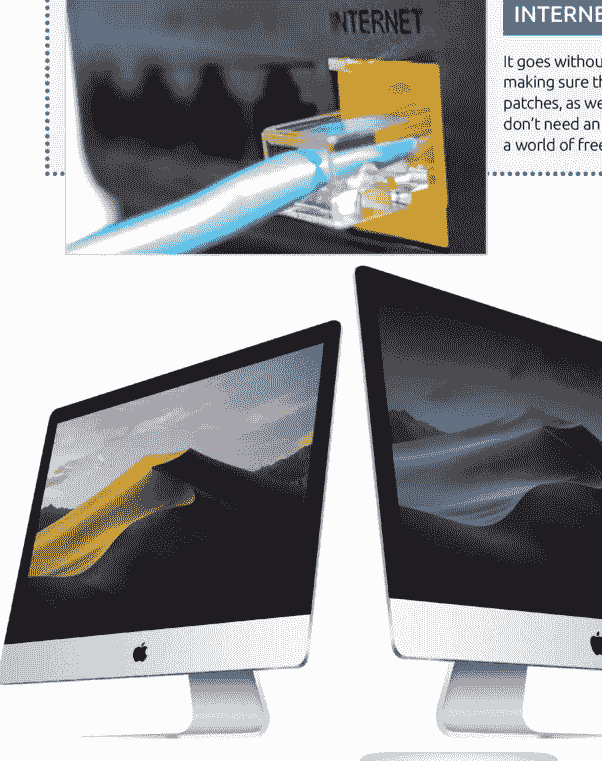 INTERNET
INTERNE
It goes withou
making sure th
patches, as we
don't need an
a world of free